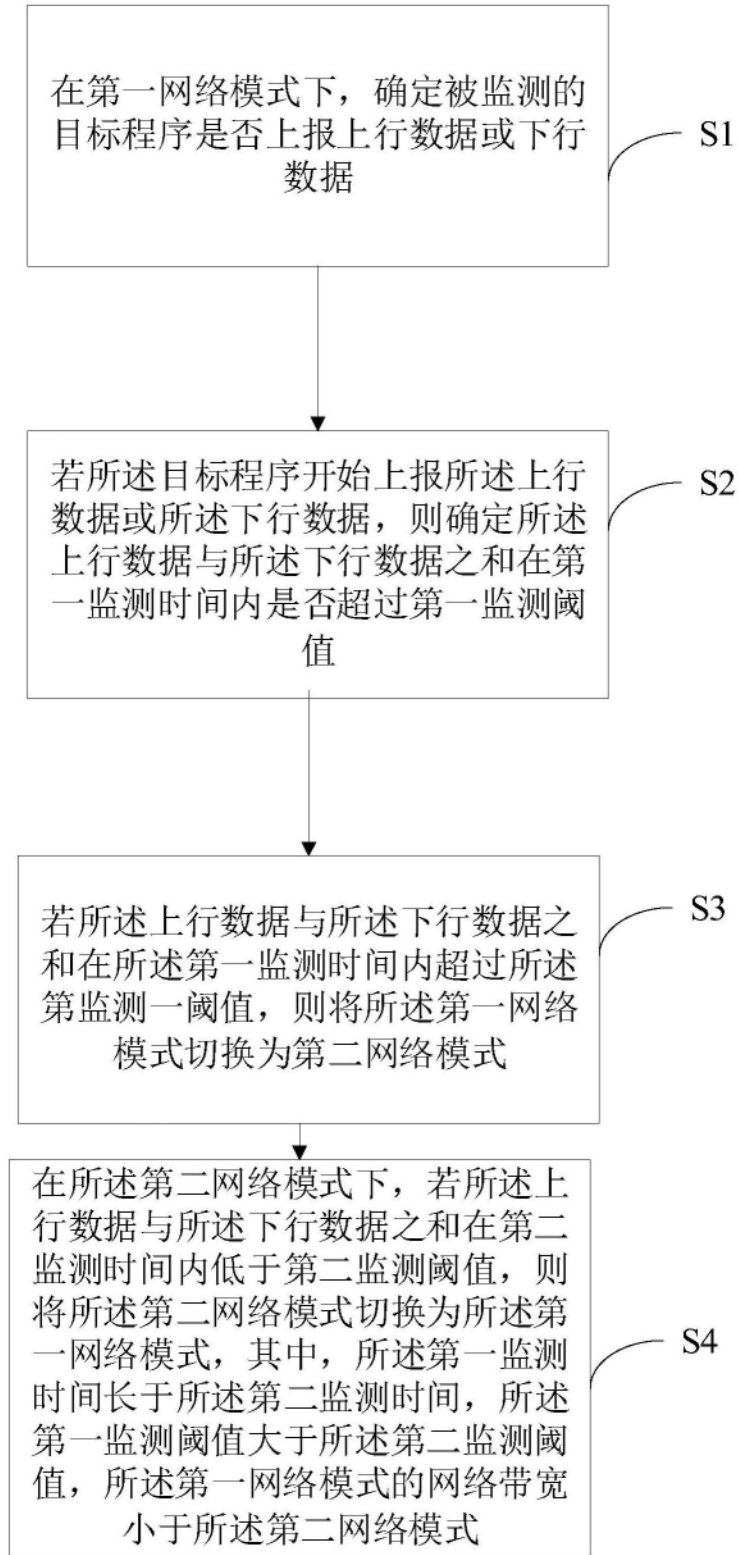 在第一网络模式下，确定被监测的
目标程序是否上报上行数据或下行
数据
S1
若所述目标程序开始上报所述上行
数据或所述下行数据，则确定所述
上行数据与所述下行数据之和在第
一监测时间内是否超过第一监测阈
值
S2
若所述上行数据与所述下行数据之
和在所述第一监测时间内超过所述
第监测一阈值，则将所述第一网络
模式切换为第二网络模式
S3
在所述第二网络模式下，若所述上
行数据与所述下行数据之和在第二
监测时间内低于第二监测阈值，则
将所述第二网络模式切换为所述第
一网络模式，其中，所述第一监测
时间长于所述第二监测时间，所述
第一监测阈值大于所述第二监测阈
值，所述第一网络模式的网络带宽
小于所述第二网络模式
S4